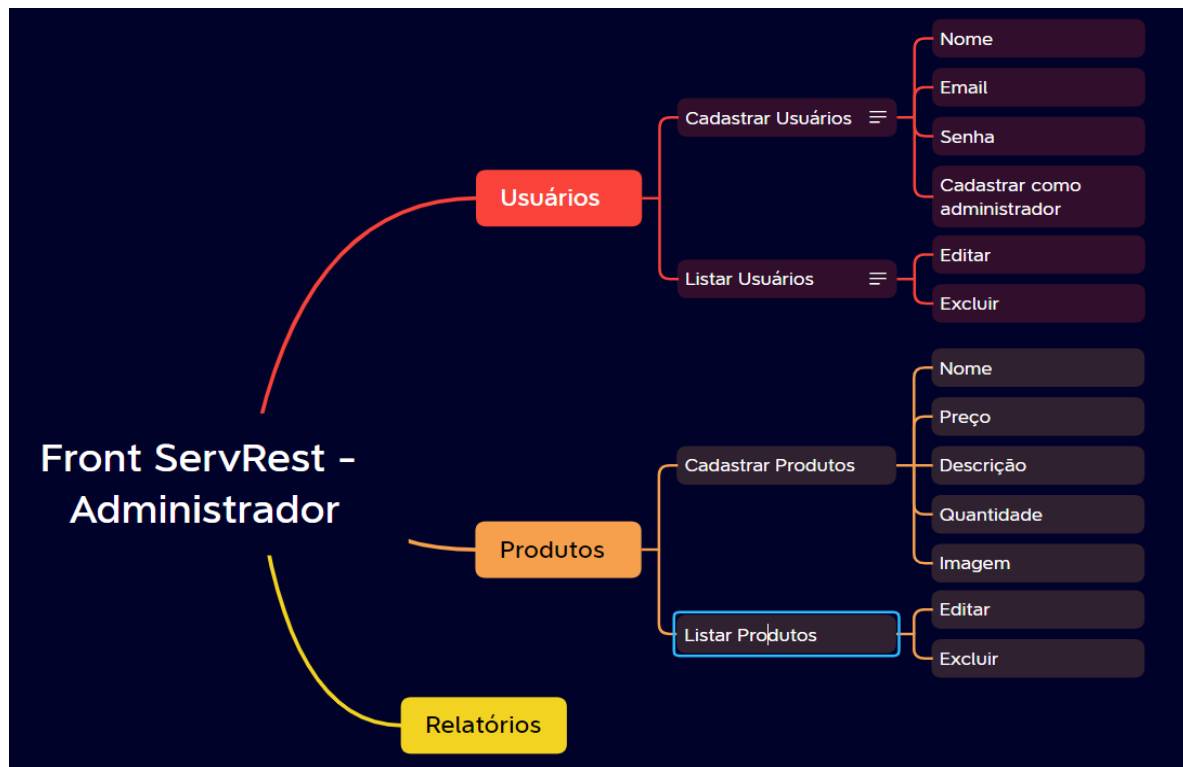 Front ServRest -
Administrador
Usuários
Cadastrar Usuários
Nome
Email
Senha
Cadastrar como
administrador
Listar Usuários
Editar
Excluir
Produtos
Cadastrar Produtos
Nome
Preço
Descrição
Quantidade
Imagem
Listar Produtos
Editar
Excluir
Relatórios